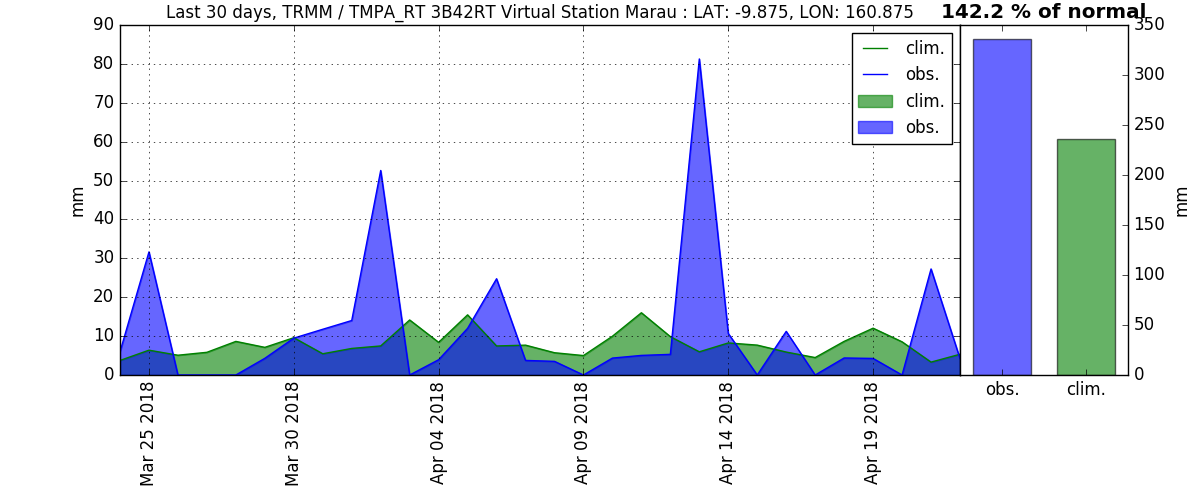 Last 30 days, TRMM / TMPA_RT 3B42RT Virtual Station Marau : LAT: -9.875, LON: 160.875
142.2 % of normal
90
80
70
60
50
40
30
20
10
0
mm
clim.
obs.
clim.
obs.
Mar 25 2018
Mar 30 2018
Apr 04 2018
Apr 09 2018
Apr 14 2018
Apr 19 2018
350
300
250
200
150
100
50
0
mm
obs.
clim.